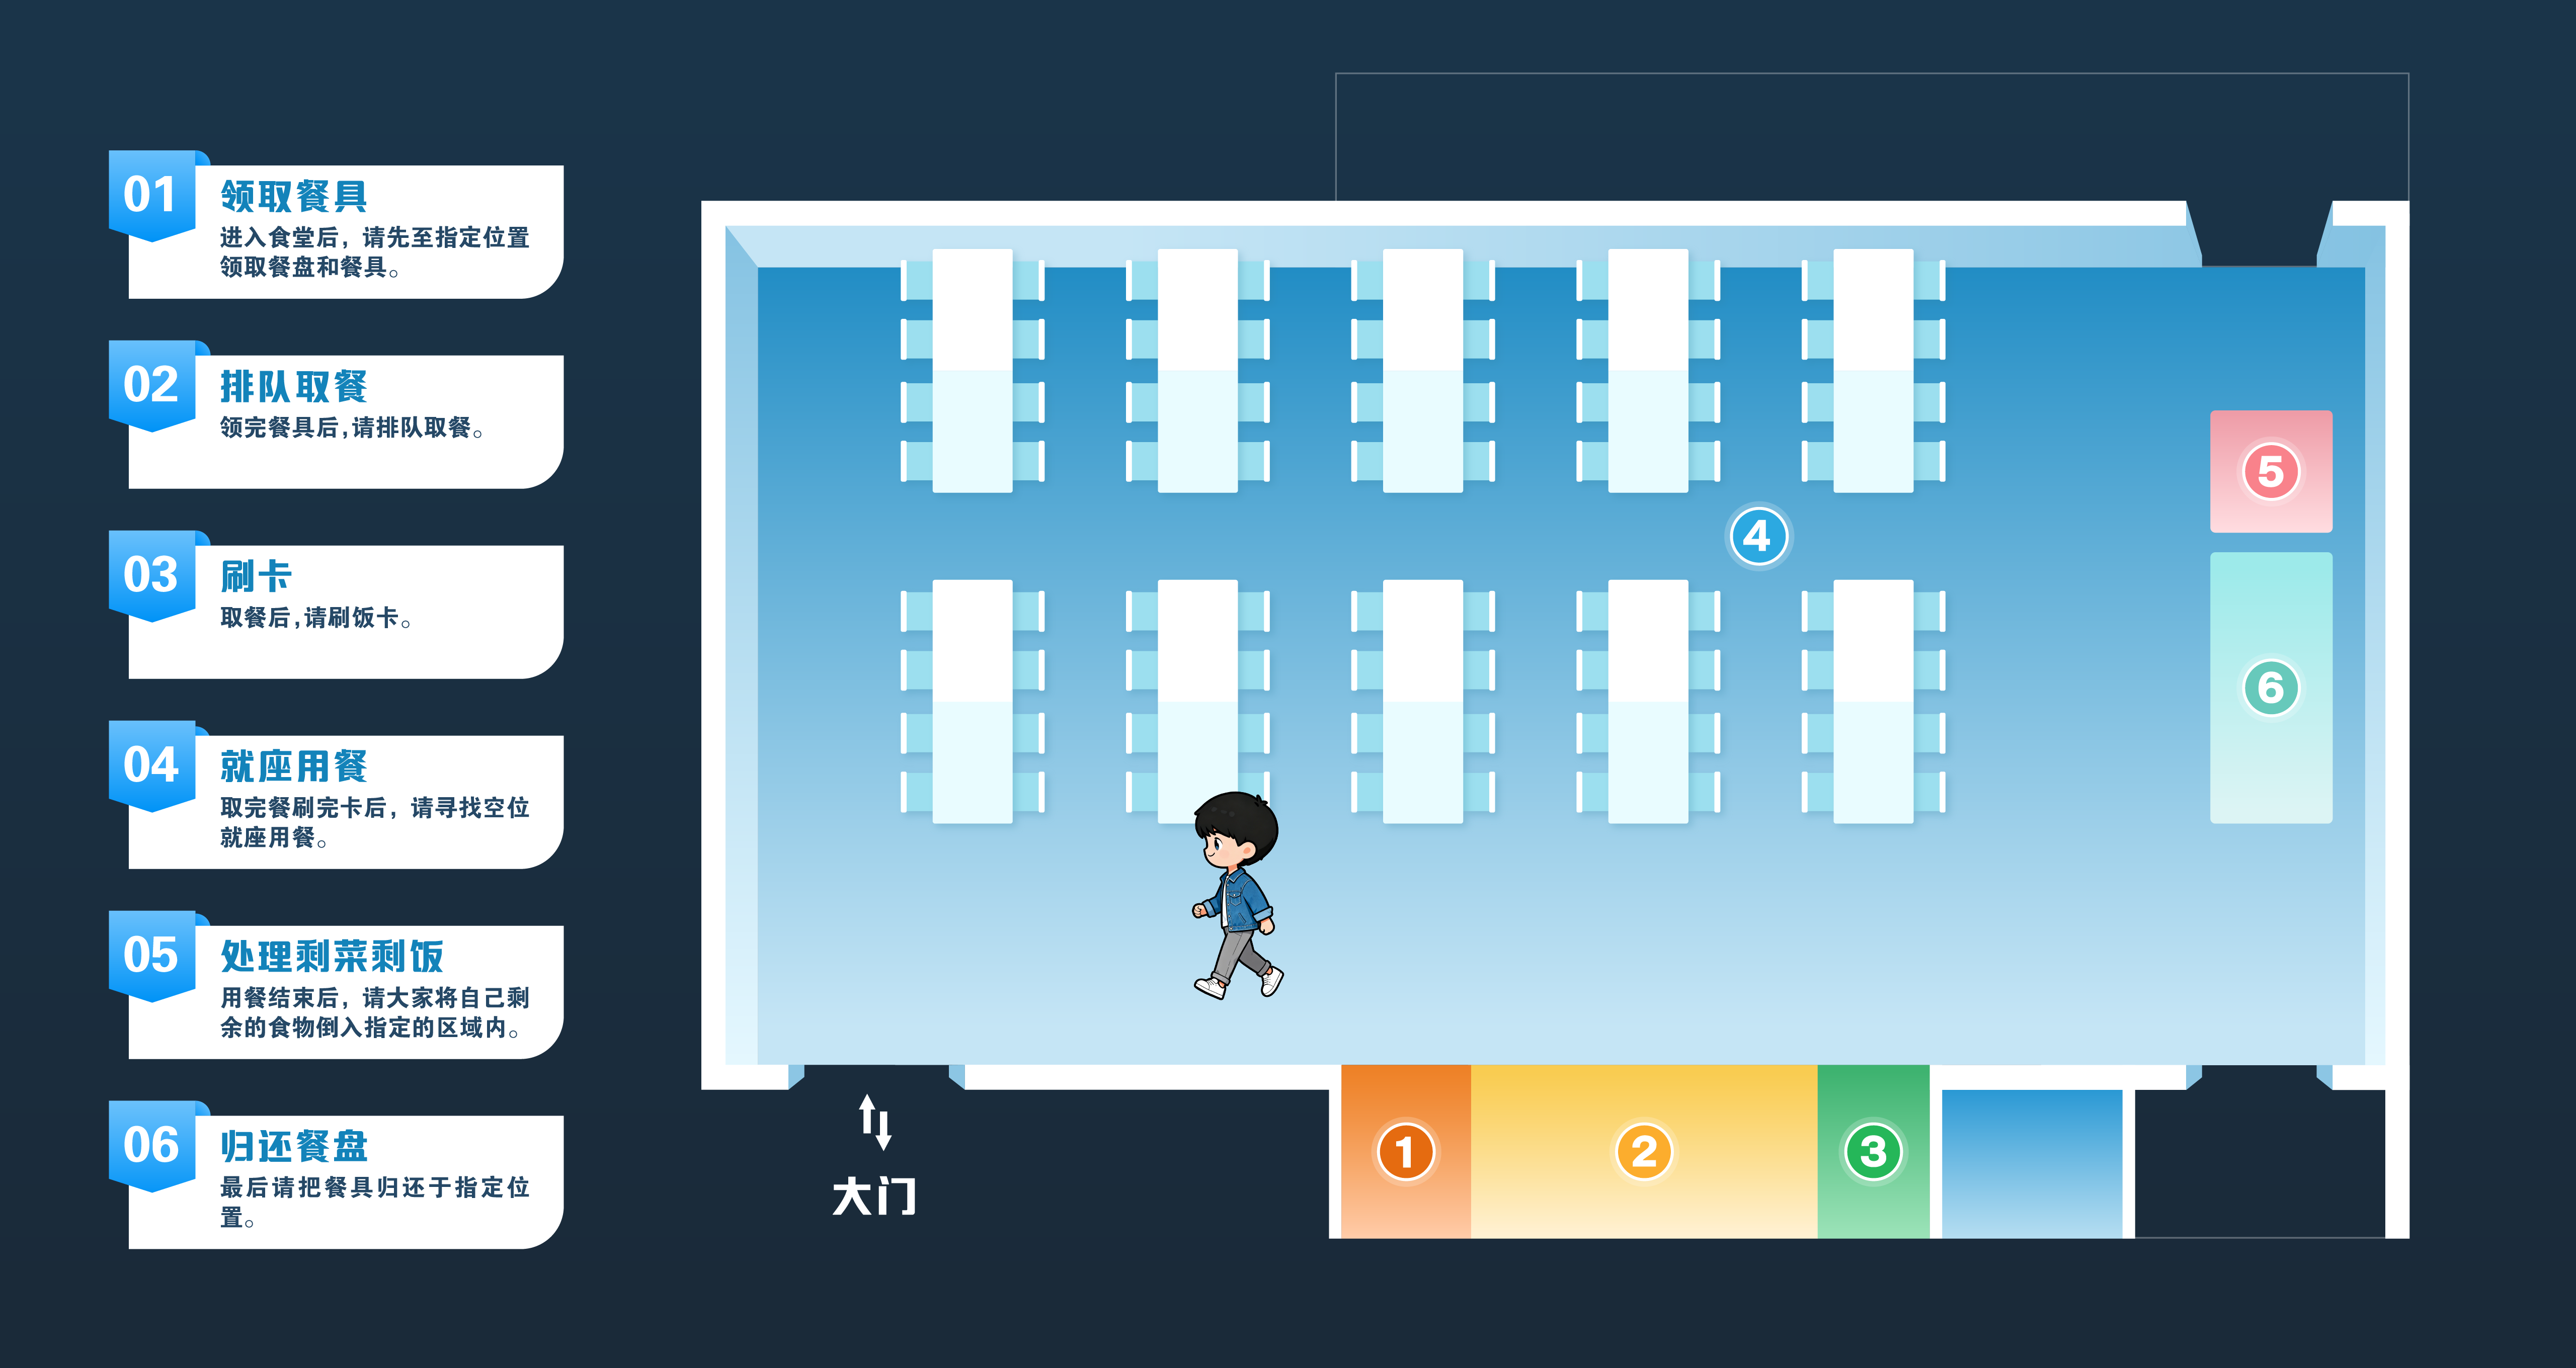 01
领取餐具
进入食堂后，请先至指定位置
领取餐盘和餐具。
02
排队取餐
领完餐具后,请排队取餐。
03
刷卡
取餐后,请刷饭卡。
04
就座用餐
取完餐刷完卡后，请寻找空位
就座用餐。
05
处理剩菜剩饭
用餐结束后，请大家将自己剩
余的食物倒入指定的区域内。
06
归还餐盘
最后请把餐具归还于指定位
置。
5
4
6
1
2
3
大门